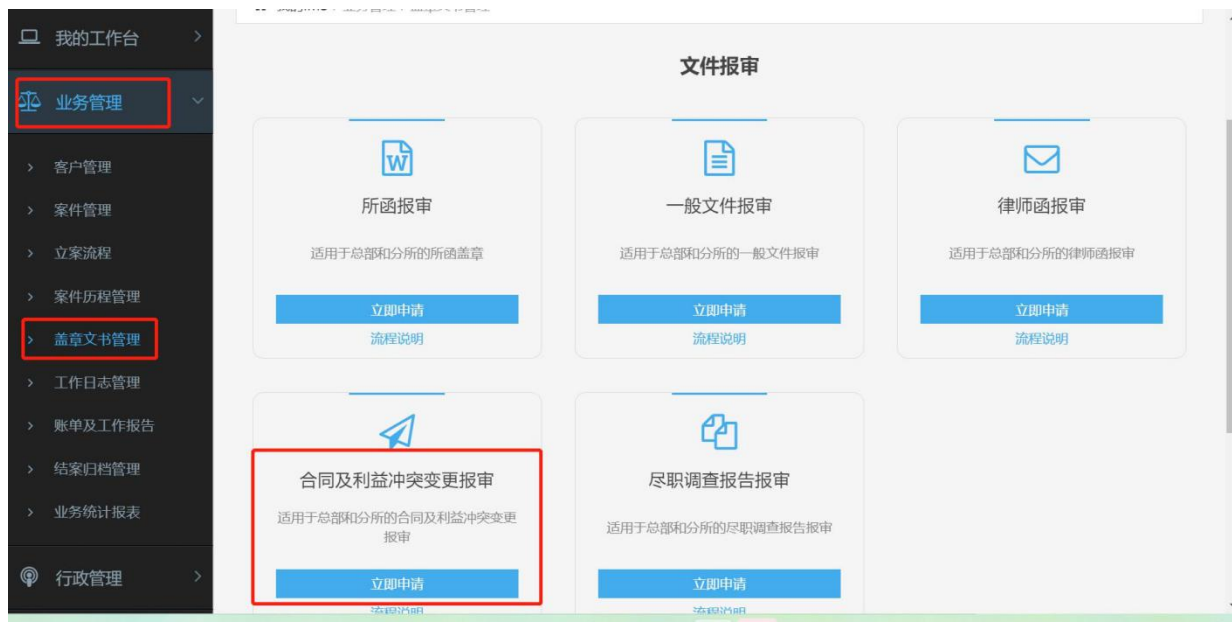 我的工作台
业务管理
客户管理
案件管理
立案流程
案件历程管理
盖章文书管理
工作日志管理
账单及工作报告
结案归档管理
业务统计报表
行政管理
文件报审
W
所函报审
适用于总部和分所的所函盖章
立即申请
流程说明
一般文件报审
适用于总部和分所的一般文件报审
立即申请
流程说明
律师函报审
适用于总部和分所的律师函报审
立即申请
流程说明
合同及利益冲突变更报审
适用于总部和分所的合同及利益冲突变更
报审
立即申请
流程说明
尽职调查报告报审
适用于总部和分所的尽职调查报告报审
立即申请
流程说明